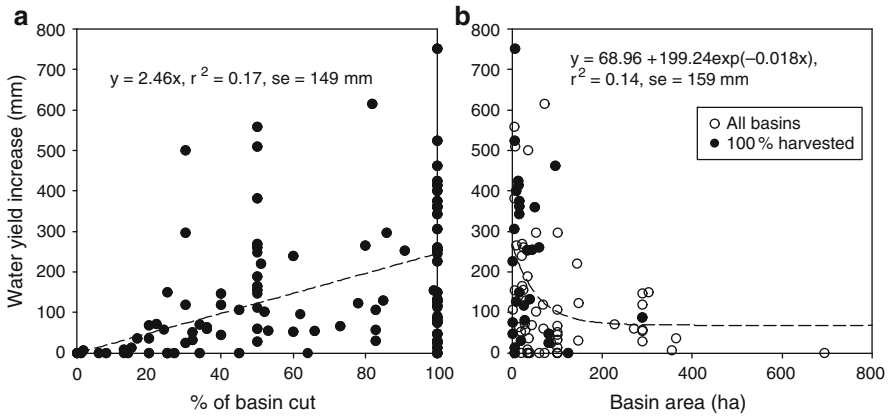 a
b
800
700
600
500
400
300
200
100
0
Water yield increase (mm)
y = 2.46x, r 2 = 0.17, se = 149 mm
0 20 40 60 80 100
% of basin cut
800
700
600
500
400
300
200
100
0
y = 68.96 +199.24exp(–0.018x),
r2 = 0.14, se = 159 mm
All basins
100 % harvested
0 200 400 600 800
Basin area (ha)